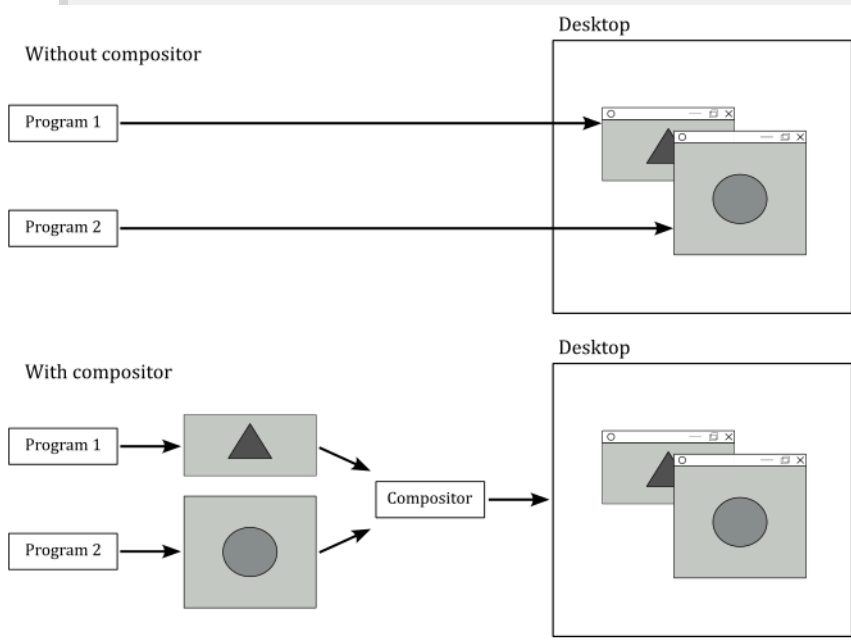 Desktop
Without compositor
Program 1
Program 2
Desktop
With compositor
Program 1
Compositor
Program 2